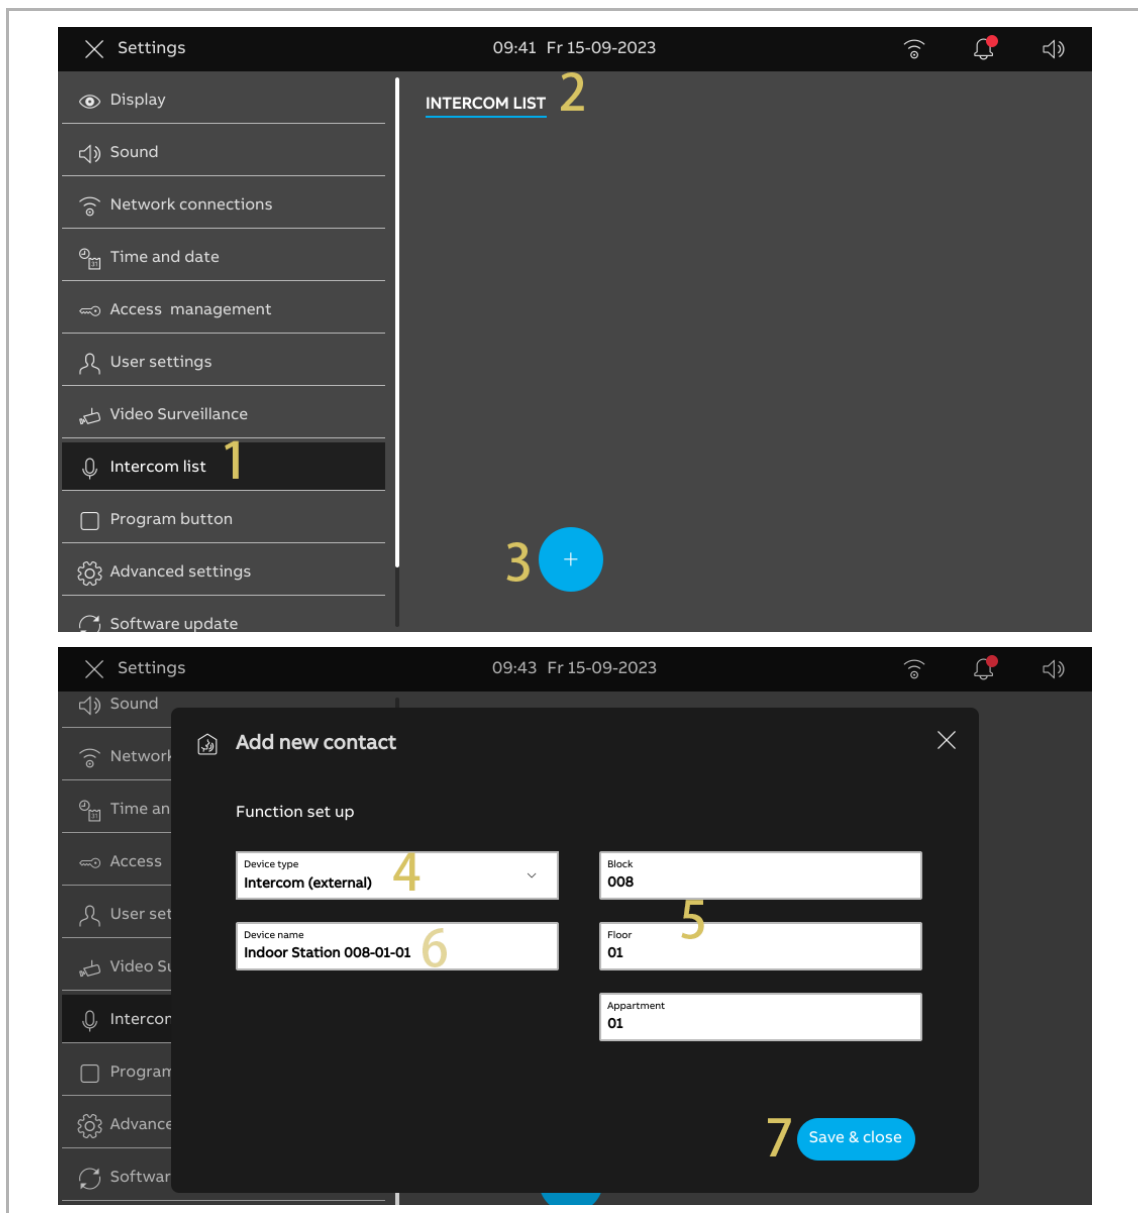 Settings 09:41 Fr 15-09-2023
Display
INTERCOM LIST 2
Sound
Network connections
Time and date
Access management
User settings
Video Surveillance
Intercom list 1
Program button
3 +
Advanced settings
Software update
Settings 09:43 Fr 15-09-2023
Sound
Add new contact
Network
Function set up
Time an
Access
Device type
Intercom (external) 4
Block
008
User set
5
Device name
Indoor Station 008-01-01 6
Floor
01
Video Su
Appartment
01
Intercom
Program
Advance
7 Save & close
Softwar